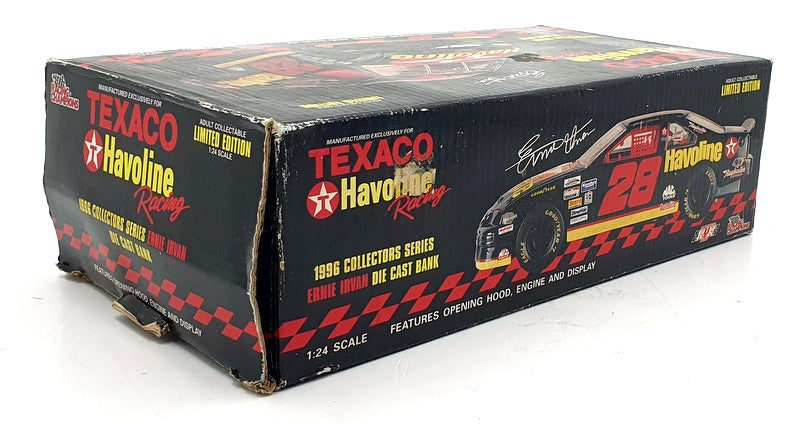 RACING CHAMPIONS
MANUFACTURED EXCLUSIVELY FOR
TEXACO
Havoline
Racing
ADULT COLLECTABLE
LIMITED EDITION
1:24 SCALE
1996 COLLECTORS SERIES ERNIE IRVAN
DIE CAST BANK
FEATURES OPENING HOOD, ENGINE AND DISPLAY
MANUFACTURED EXCLUSIVELY FOR
TEXACO
Havoline
Racing
1996 COLLECTORS SERIES
ERNIE IRVAN DIE CAST BANK
1:24 SCALE
FEATURES OPENING HOOD, ENGINE AND DISPLAY
Ernie Irvan
ADULT COLLECTABLE
LIMITED EDITION
28
Havoline
GOODYEAR
GOODYEAR
RACING CHAMPIONS